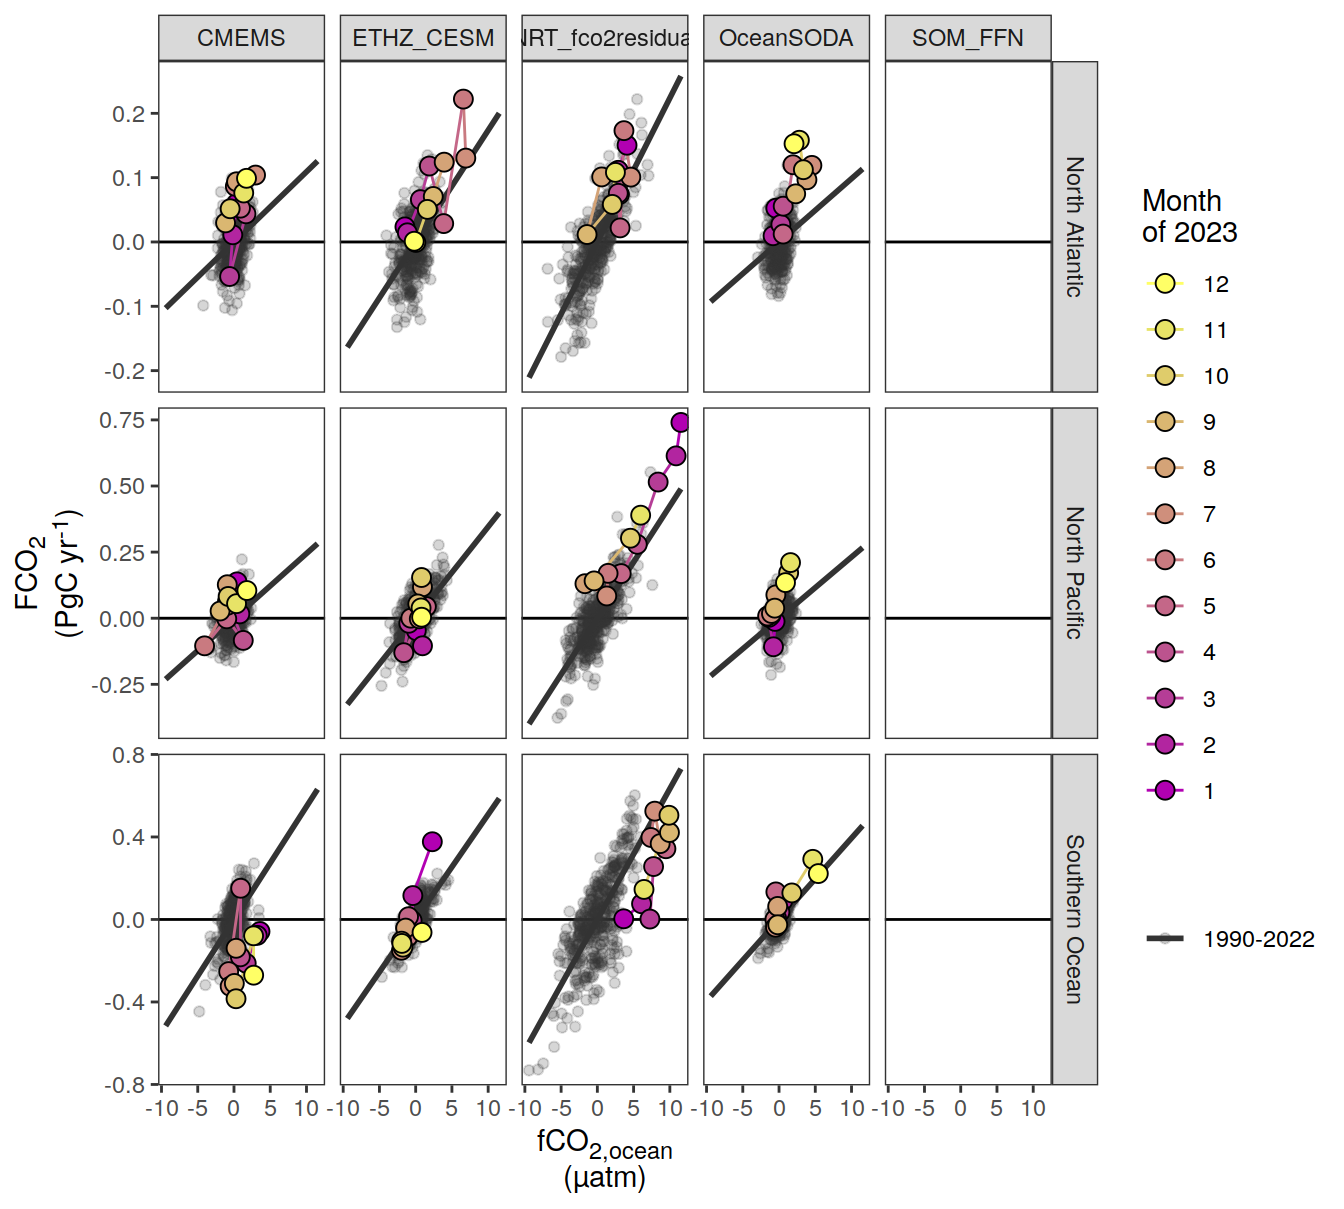 CMEMS ETHZ_CESM NRT_fco2residua OceanSODA SOM_FFN
0.2
0.1
0.0
-0.1
-0.2
North Atlantic
0.75
0.50
0.25
0.00
-0.25
North Pacific
0.8
0.4
0.0
-0.4
-0.8
Southern Ocean
-10 -5 0 5 10 -10 -5 0 5 10 -10 -5 0 5 10 -10 -5 0 5 10 -10 -5 0 5 10
FCO₂
(PgC yr⁻¹)
fCO₂,ocean
(µatm)
Month
of 2023
12
11
10
9
8
7
6
5
4
3
2
1
1990-2022